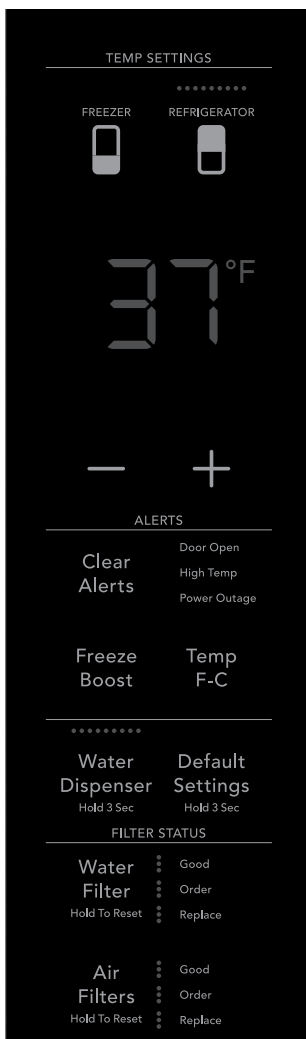 TEMP SETTINGS
FREEZER REFRIGERATOR
37°F
− +
ALERTS
Clear Alerts
Door Open
High Temp
Power Outage
Freeze Boost
Temp F-C
Water Dispenser
Hold 3 Sec
Default Settings
Hold 3 Sec
FILTER STATUS
Water Filter
Hold To Reset
Good
Order
Replace
Air Filters
Hold To Reset
Good
Order
Replace